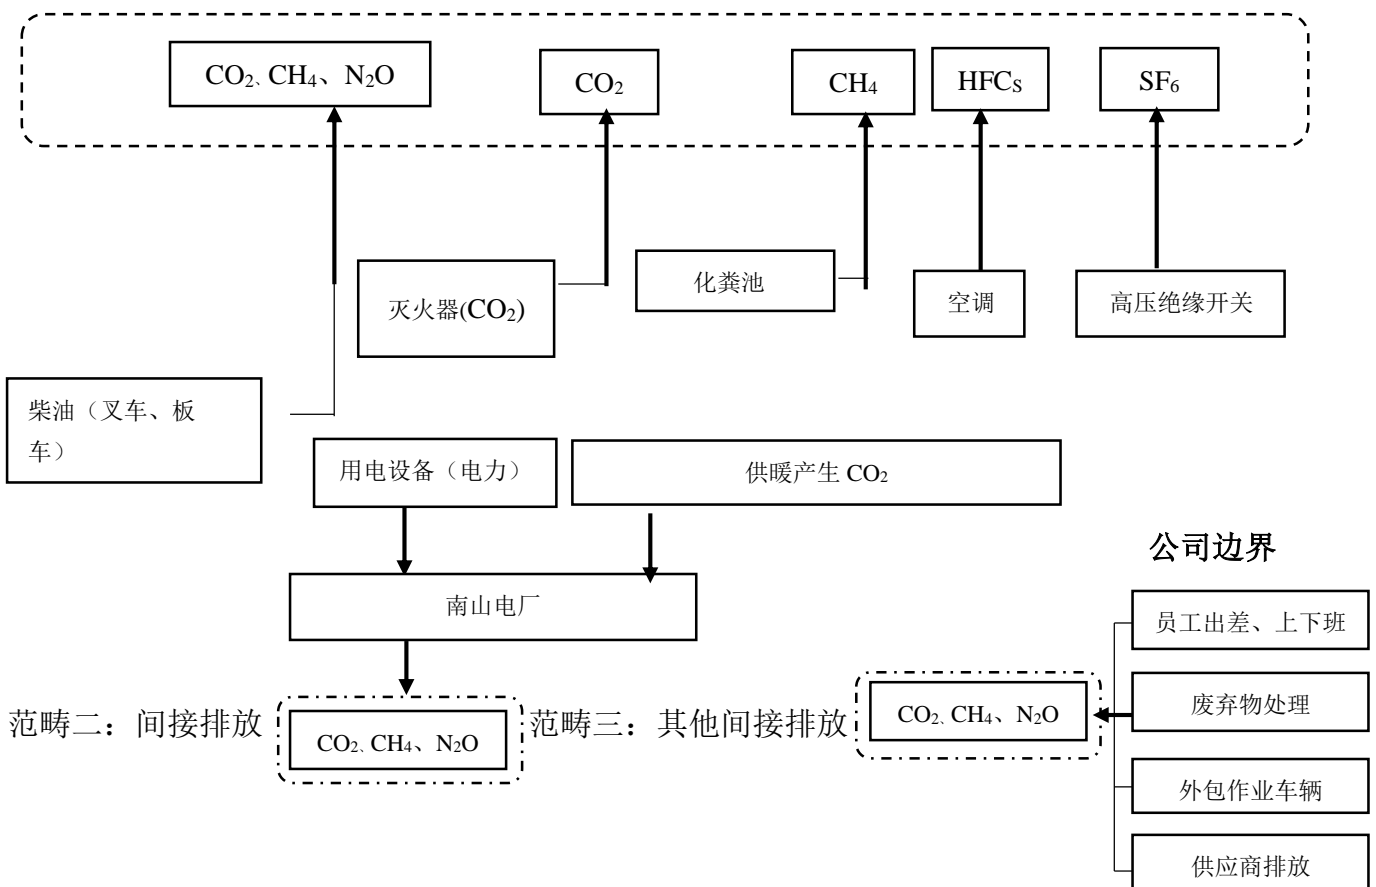 CO₂、CH₄、N₂O
CO₂
CH₄
HFCS
SF₆
灭火器(CO₂)
化粪池
空调
高压绝缘开关
柴油（叉车、板
车）
用电设备（电力）
供暖产生 CO₂
公司边界
南山电厂
员工出差、上下班
废弃物处理
外包作业车辆
供应商排放
范畴二：间接排放
CO₂、CH₄、N₂O
范畴三：其他间接排放
CO₂、CH₄、N₂O